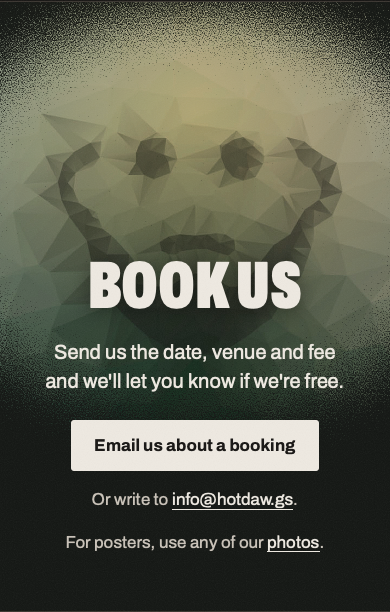 BOOK US
Send us the date, venue and fee
and we'll let you know if we're free.
Email us about a booking
Or write to info@hotdaw.gs.
For posters, use any of our photos.